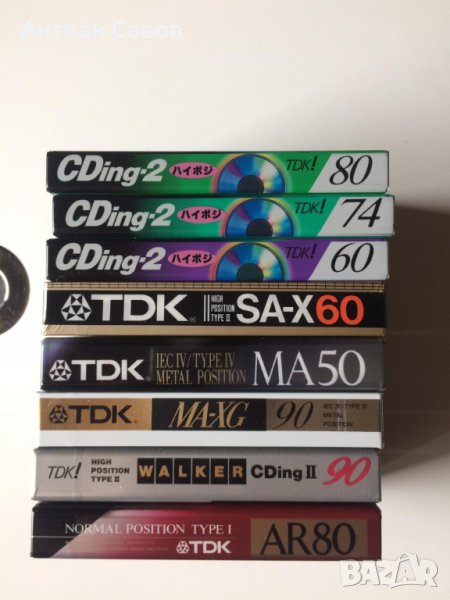 Антоан Савов
CDing-2 ハイポジ TDK! 80
CDing-2 ハイポジ TDK! 74
CDing-2 ハイポジ TDK! 60
TDK HIGH POSITION TYPE II SA-X60
TDK IEC IV/TYPE IV METAL POSITION MA50
TDK MA-XG 90 IEC IV/TYPE IV METAL POSITION
TDK! HIGH POSITION TYPE II WALKER CDing II 90
NORMAL POSITION TYPE I
TDK AR80
bazar